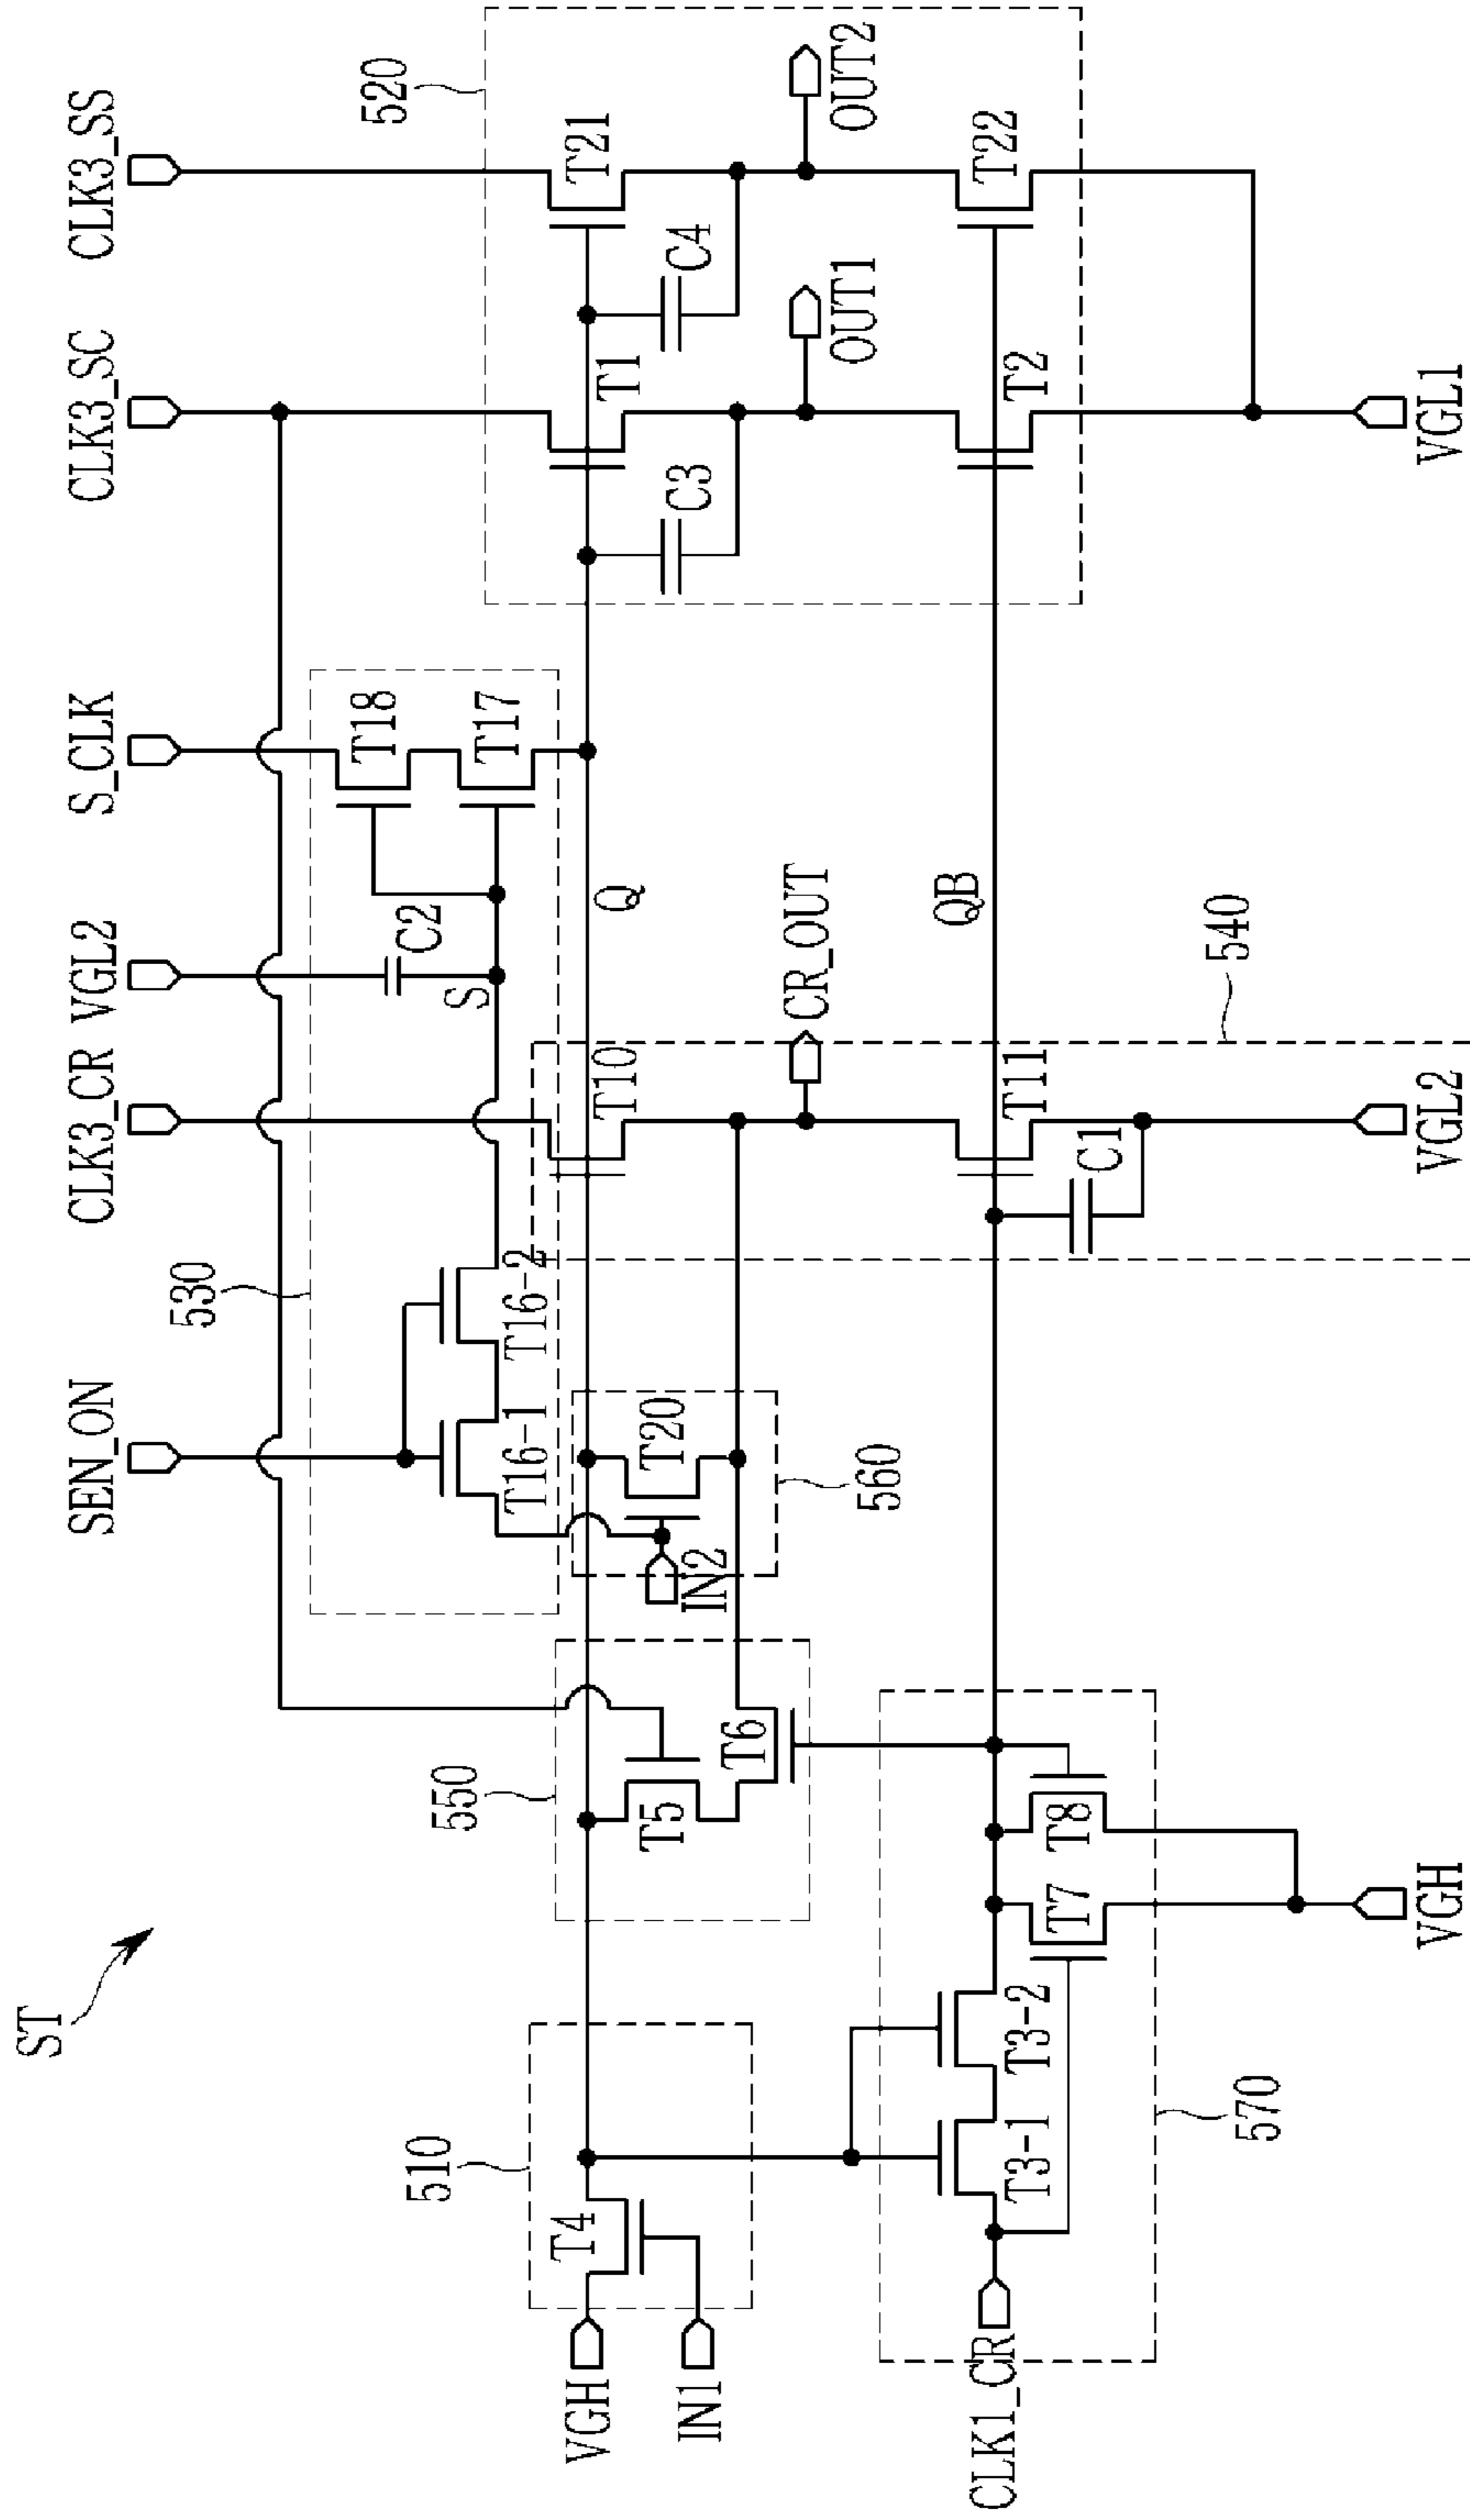 ST
SEN_ON
CLK3_CR
VGL2
S_CLK
CLK3_SC
CLK3_SS
530
520
T18
T21
C2
T17
S
550
510
T16-1
T16-2
T4
Q
T10
T1
C4
T5
T20
C3
T6
IN2
VGH
IN1
560
CR_OUT
OUT1
OUT2
QB
CLK1_CR
T3-1
T3-2
T7
T8
T11
T2
T22
C1
570
540
VGH
VGL2
VGL1